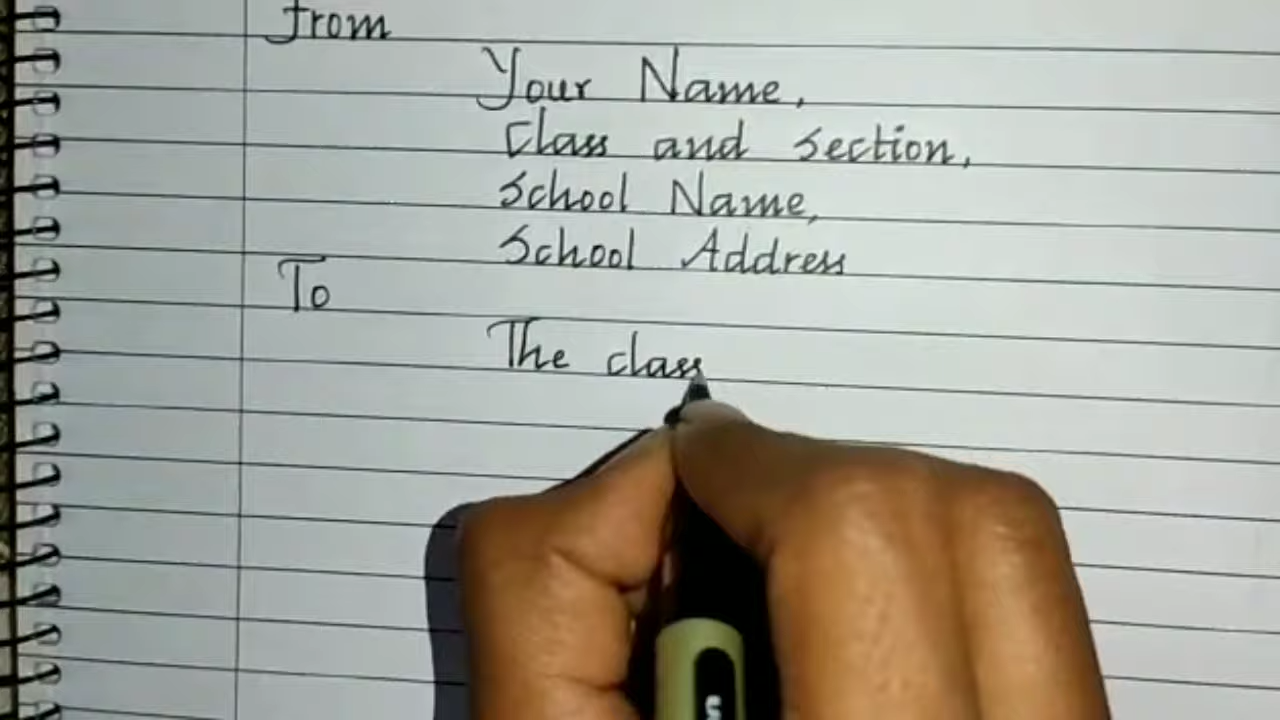 From
Your Name,
Class and section,
School Name,
School Address
To
The class